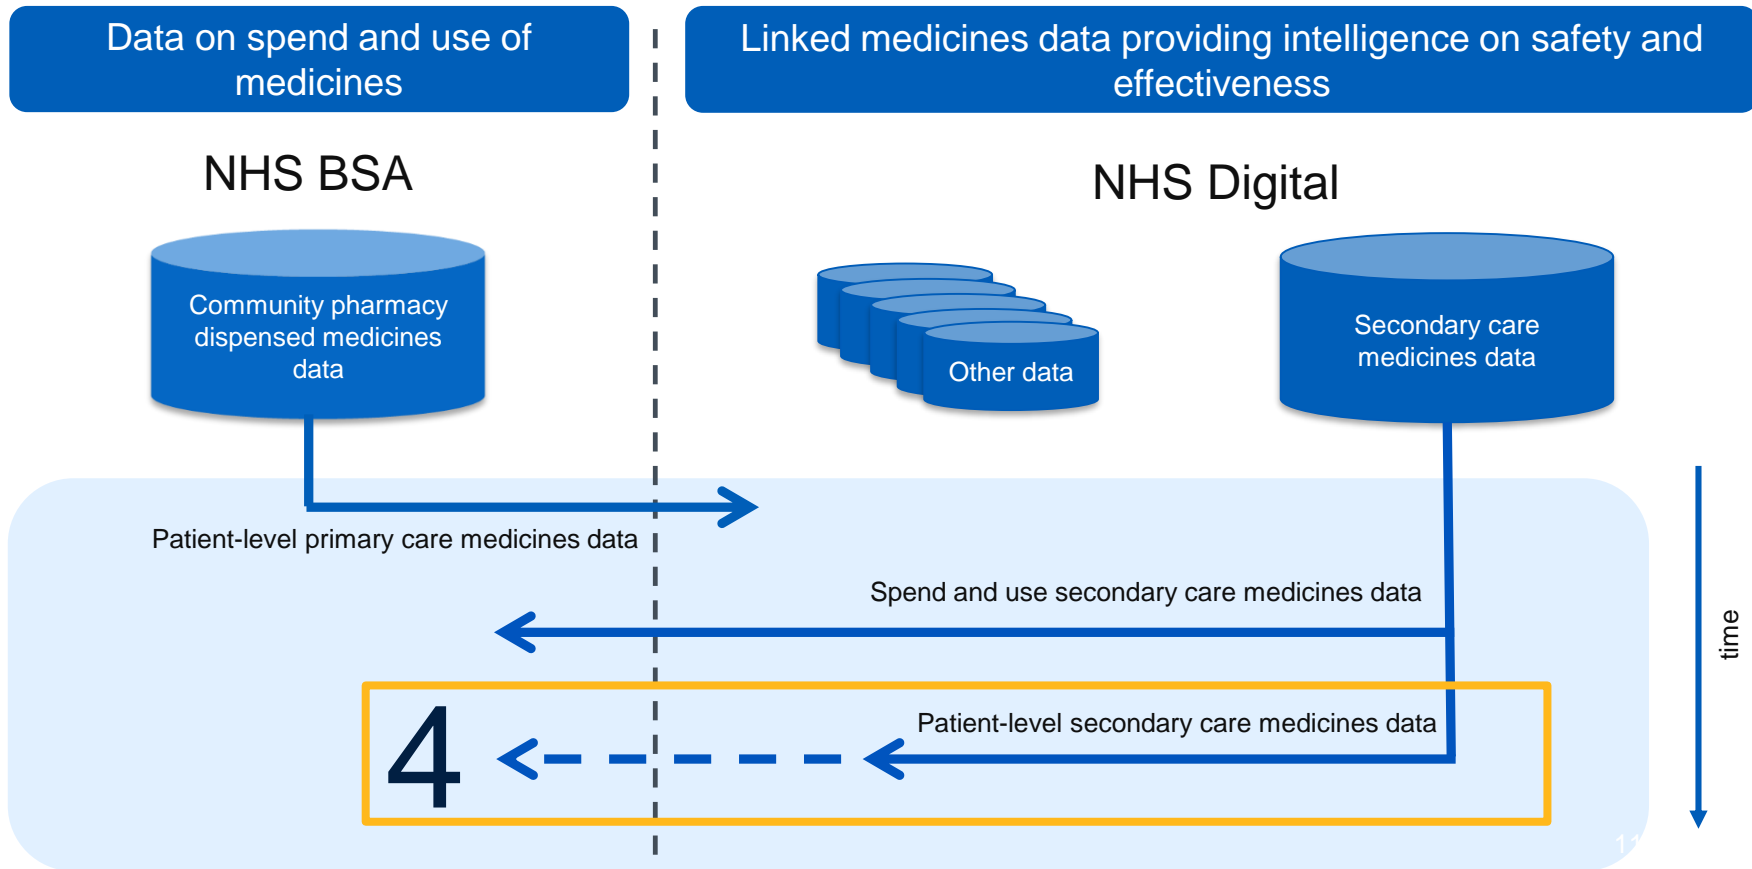 Data on spend and use of
medicines
Linked medicines data providing intelligence on safety and
effectiveness
NHS BSA
NHS Digital
Community pharmacy
dispensed medicines
data
Other data
Secondary care
medicines data
Patient-level primary care medicines data
Spend and use secondary care medicines data
time
4
Patient-level secondary care medicines data
11